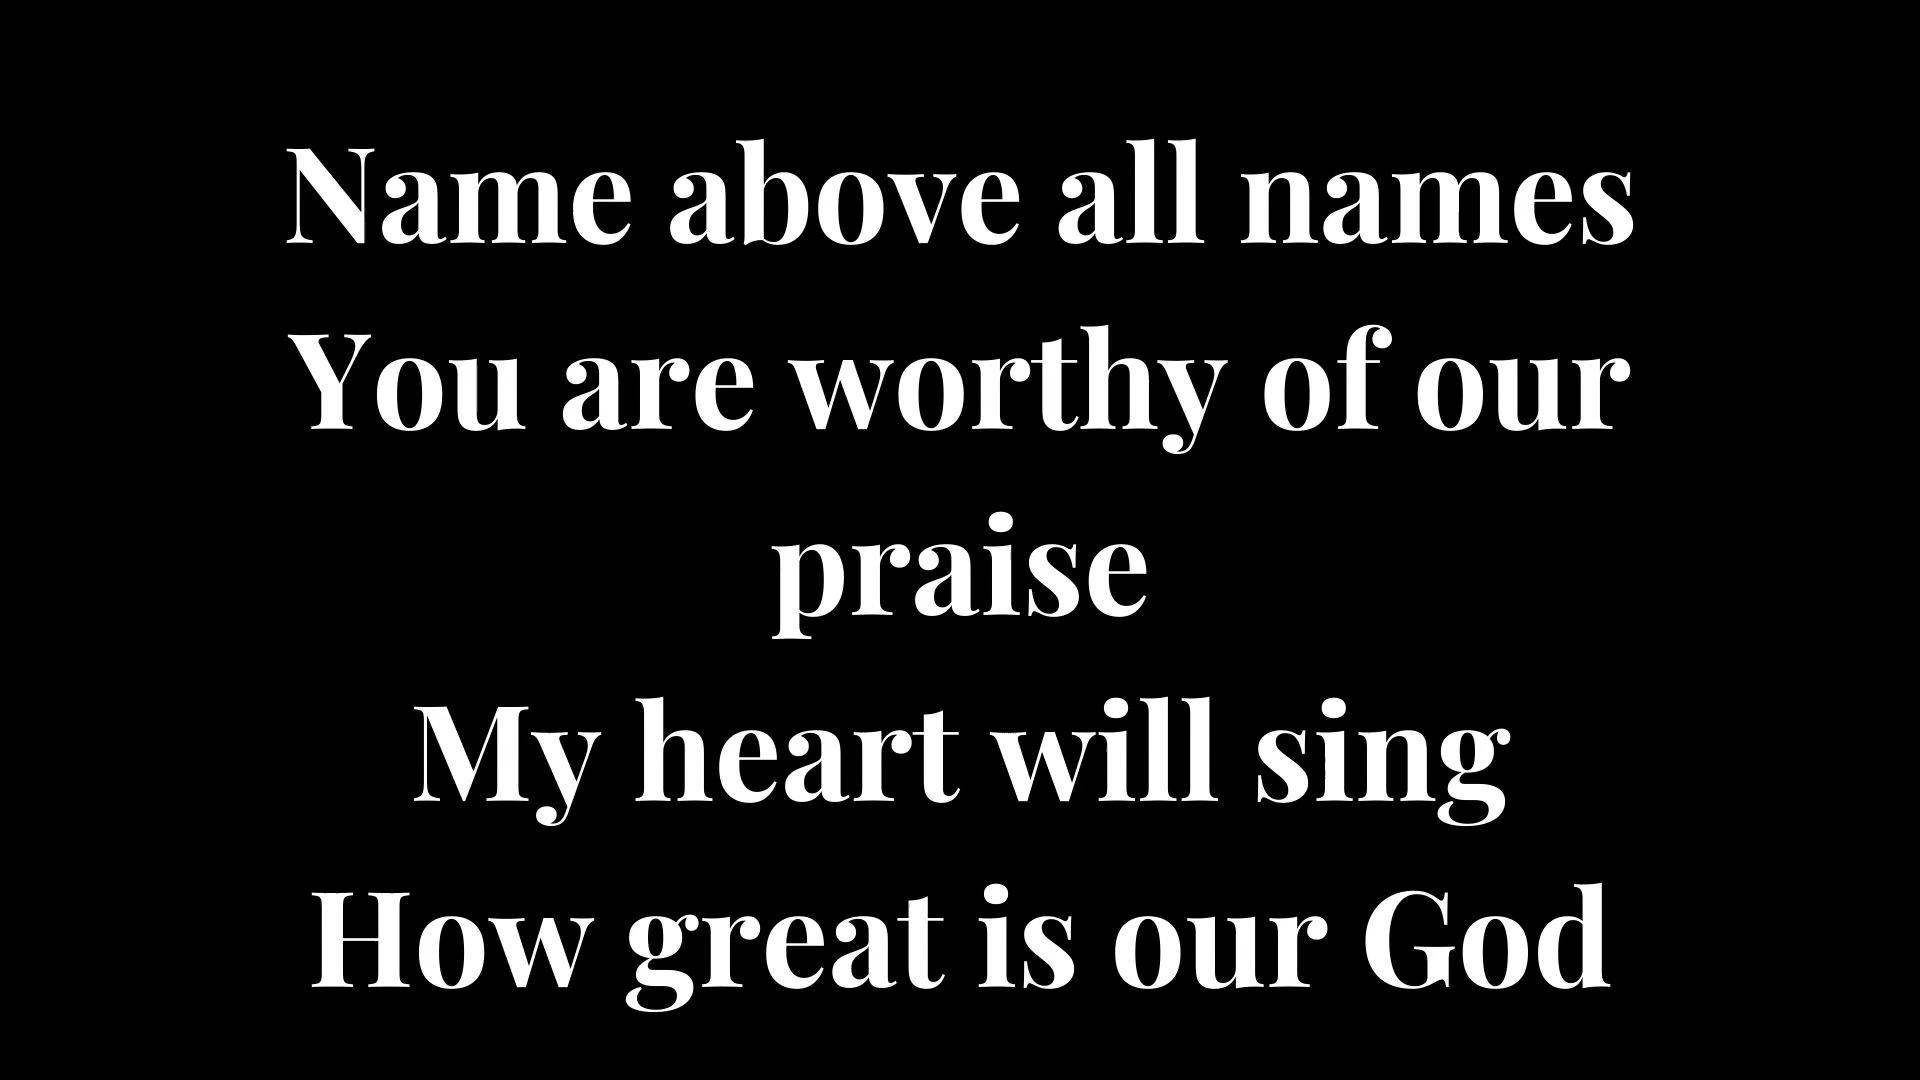 Name above all names
You are worthy of our
praise
My heart will sing
How great is our God